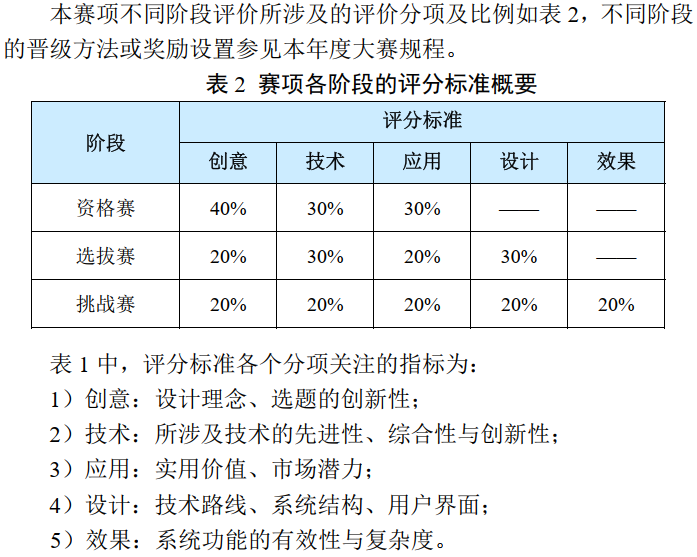 本赛项不同阶段评价所涉及的评价分项及比例如表 2，不同阶段
的晋级方法或奖励设置参见本年度大赛规程。
表 2 赛项各阶段的评分标准概要
阶段
评分标准
创意 技术 应用 设计 效果
资格赛 40% 30% 30% —— ——
选拔赛 20% 30% 20% 30% ——
挑战赛 20% 20% 20% 20% 20%
表 1 中，评分标准各个分项关注的指标为：
1）创意：设计理念、选题的创新性；
2）技术：所涉及技术的先进性、综合性与创新性；
3）应用：实用价值、市场潜力；
4）设计：技术路线、系统结构、用户界面；
5）效果：系统功能的有效性与复杂度。